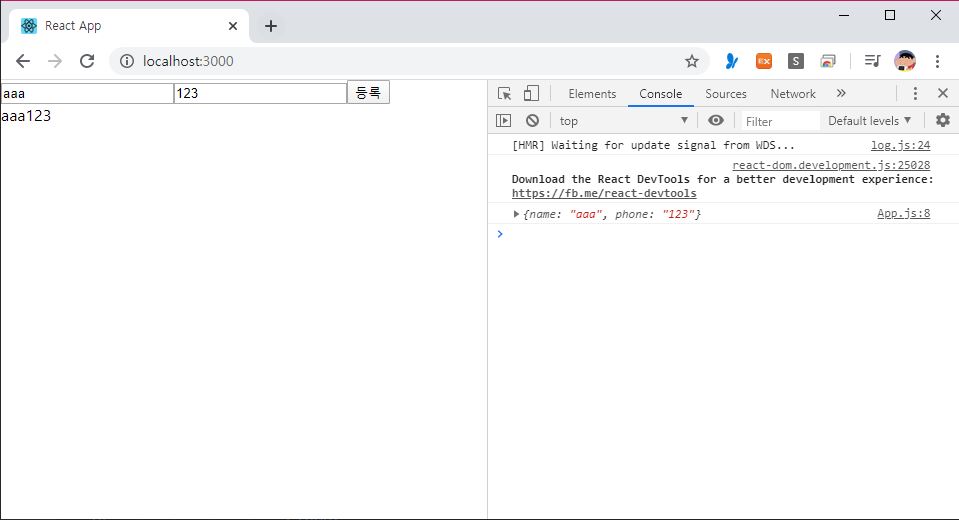 React App
localhost:3000
EX
S
aaa
123
등록
aaa123
Elements
Console
Sources
Network
top
Filter
Default levels
[HMR] Waiting for update signal from WDS...
log.js:24
react-dom.development.js:25028
Download the React DevTools for a better development experience:
https://fb.me/react-devtools
{name: "aaa", phone: "123"}
App.js:8